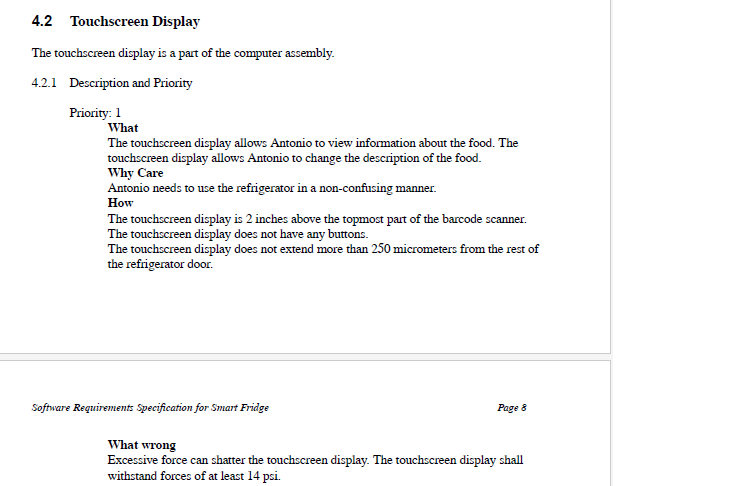 4.2 Touchscreen Display
The touchscreen display is a part of the computer assembly.
4.2.1 Description and Priority
Priority: 1
What
The touchscreen display allows Antonio to view information about the food. The
touchscreen display allows Antonio to change the description of the food.
Why Care
Antonio needs to use the refrigerator in a non-confusing manner.
How
The touchscreen display is 2 inches above the topmost part of the barcode scanner.
The touchscreen display does not have any buttons.
The touchscreen display does not extend more than 250 micrometers from the rest of
the refrigerator door.
Software Requirements Specification for Smart Fridge Page 8
What wrong
Excessive force can shatter the touchscreen display. The touchscreen display shall
withstand forces of at least 14 psi.